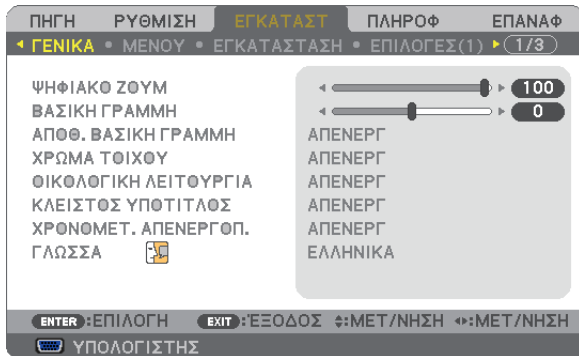 ΠΗΓΗ ΡΥΘΜΙΣΗ ΕΓΚΑΤΑΣΤ ΠΛΗΡΟΦ ΕΠΑΝΑΦ
ΓΕΝΙΚΑ • ΜΕΝΟΥ • ΕΓΚΑΤΑΣΤΑΣΗ • ΕΠΙΛΟΓΕΣ(1) 1/3
ΨΗΦΙΑΚΟ ΖΟΥΜ 100
ΒΑΣΙΚΗ ΓΡΑΜΜΗ 0
ΑΠΟΘ. ΒΑΣΙΚΗ ΓΡΑΜΜΗ ΑΠΕΝΕΡΓ
ΧΡΩΜΑ ΤΟΙΧΟΥ ΑΠΕΝΕΡΓ
ΟΙΚΟΛΟΓΙΚΗ ΛΕΙΤΟΥΡΓΙΑ ΑΠΕΝΕΡΓ
ΚΛΕΙΣΤΟΣ ΥΠΟΤΙΤΛΟΣ ΑΠΕΝΕΡΓ
ΧΡΟΝΟΜΕΤ. ΑΠΕΝΕΡΓΟΠ. ΑΠΕΝΕΡΓ
ΓΛΩΣΣΑ ΕΛΛΗΝΙΚΑ
ENTER :ΕΠΙΛΟΓΗ EXIT :ΈΞΟΔΟΣ :ΜΕΤ/ΝΗΣΗ :ΜΕΤ/ΝΗΣΗ
ΥΠΟΛΟΓΙΣΤΗΣ